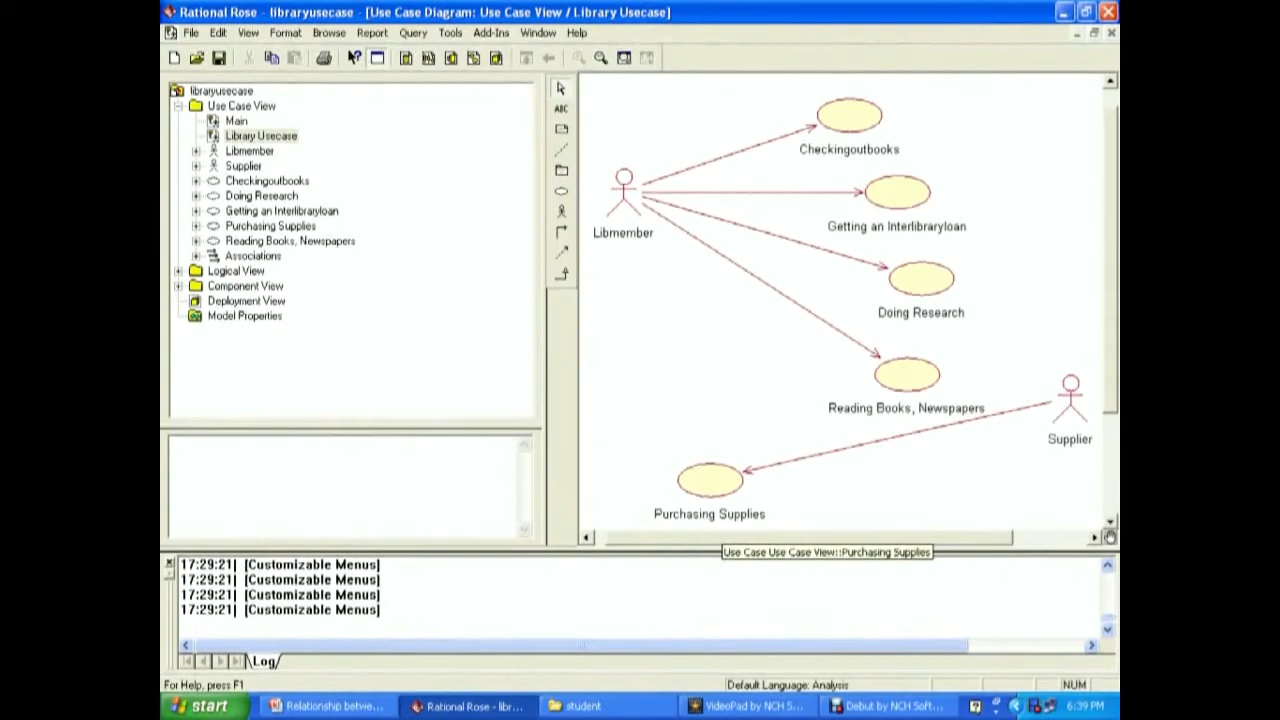 Rational Rose - libraryusecase - [Use Case Diagram: Use Case View / Library Usecase]
File Edit View Format Browse Report Query Tools Add-Ins Window Help
libraryusecase
Use Case View
Main
Library Usecase
Libmember
Supplier
Checkingoutbooks
Doing Research
Getting an Interlibraryloan
Purchasing Supplies
Reading Books, Newspapers
Associations
Logical View
Component View
Deployment View
Model Properties
ABC
Checkingoutbooks
Libmember
Getting an Interlibraryloan
Doing Research
Reading Books, Newspapers
Supplier
Purchasing Supplies
Use Case Use Case View::Purchasing Supplies
17:29:21| [Customizable Menus]
17:29:21| [Customizable Menus]
17:29:21| [Customizable Menus]
17:29:21| [Customizable Menus]
Log
For Help, press F1
Default Language: Analysis
NUM
start
Relationship betwe...
Rational Rose - libr...
student
VideoPad by NCH S...
Debut by NCH Soft...
6:39 PM